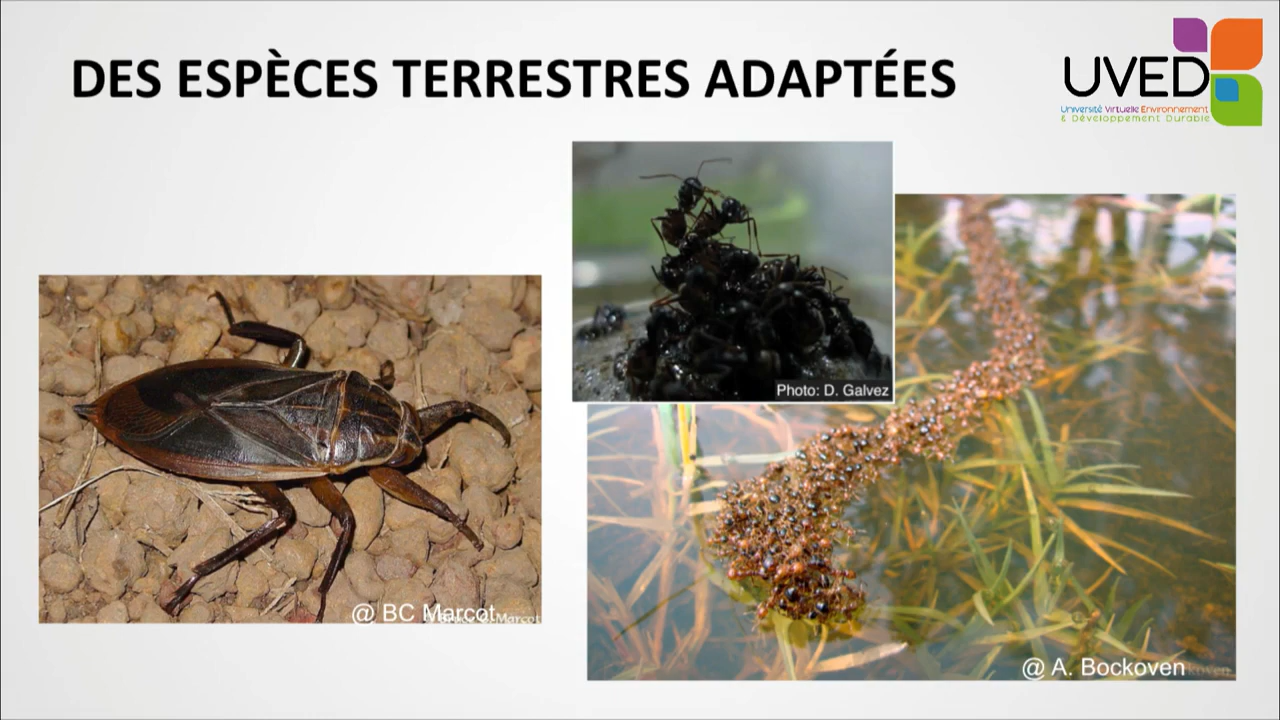 DES ESPÈCES TERRESTRES ADAPTÉES
UVED
Université Virtuelle Environnement
& Développement Durable
Photo: D. Galvez
@ BC Marcot
@ A. Bockoven